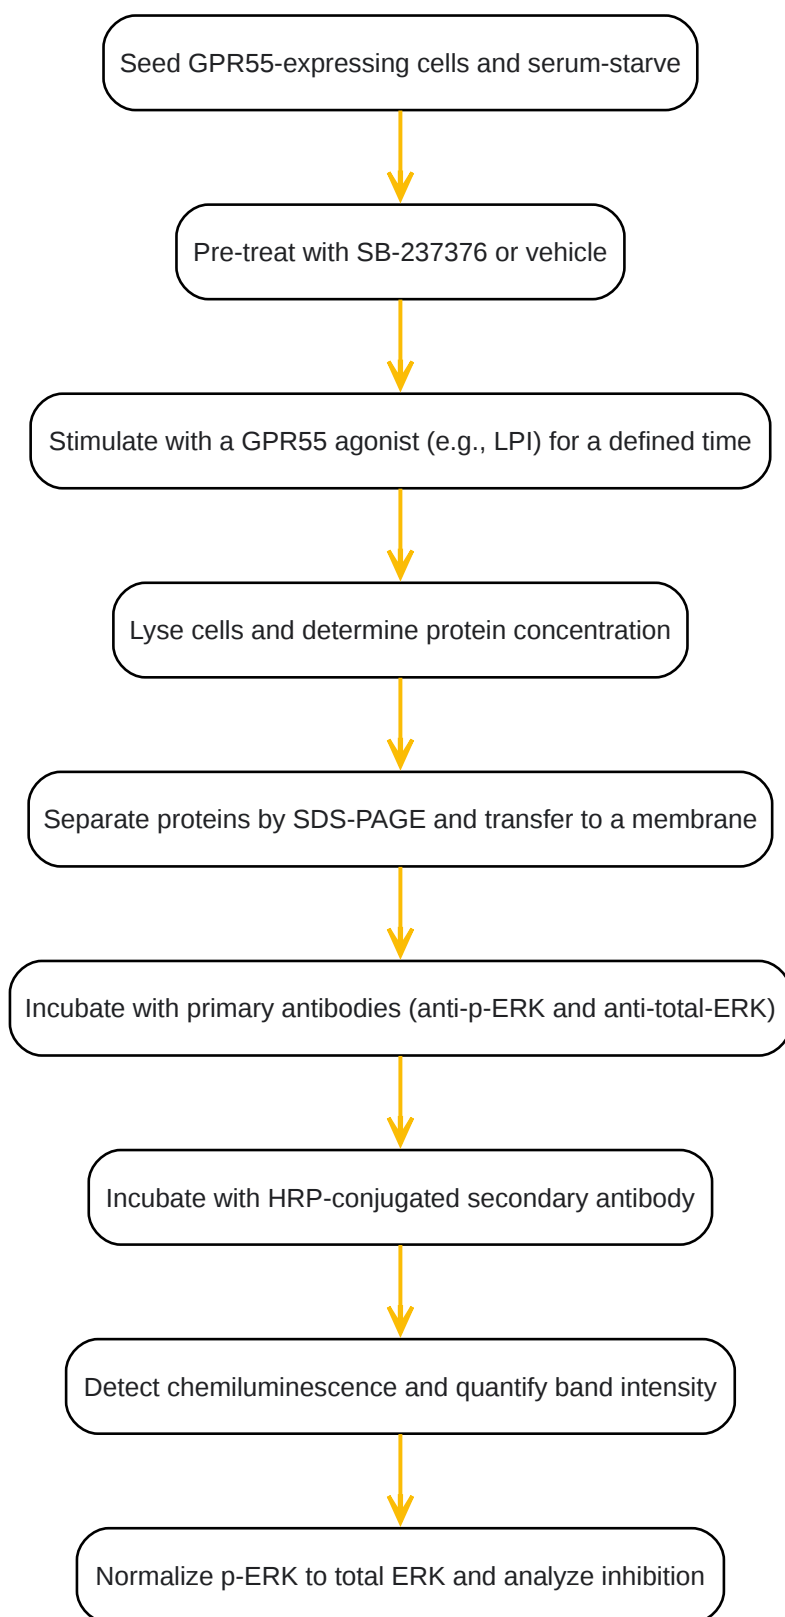 Seed GPR55-expressing cells and serum-starve
Pre-treat with SB-237376 or vehicle
Stimulate with a GPR55 agonist (e.g., LPI) for a defined time
Lyse cells and determine protein concentration
Separate proteins by SDS-PAGE and transfer to a membrane
Incubate with primary antibodies (anti-p-ERK and anti-total-ERK)
Incubate with HRP-conjugated secondary antibody
Detect chemiluminescence and quantify band intensity
Normalize p-ERK to total ERK and analyze inhibition